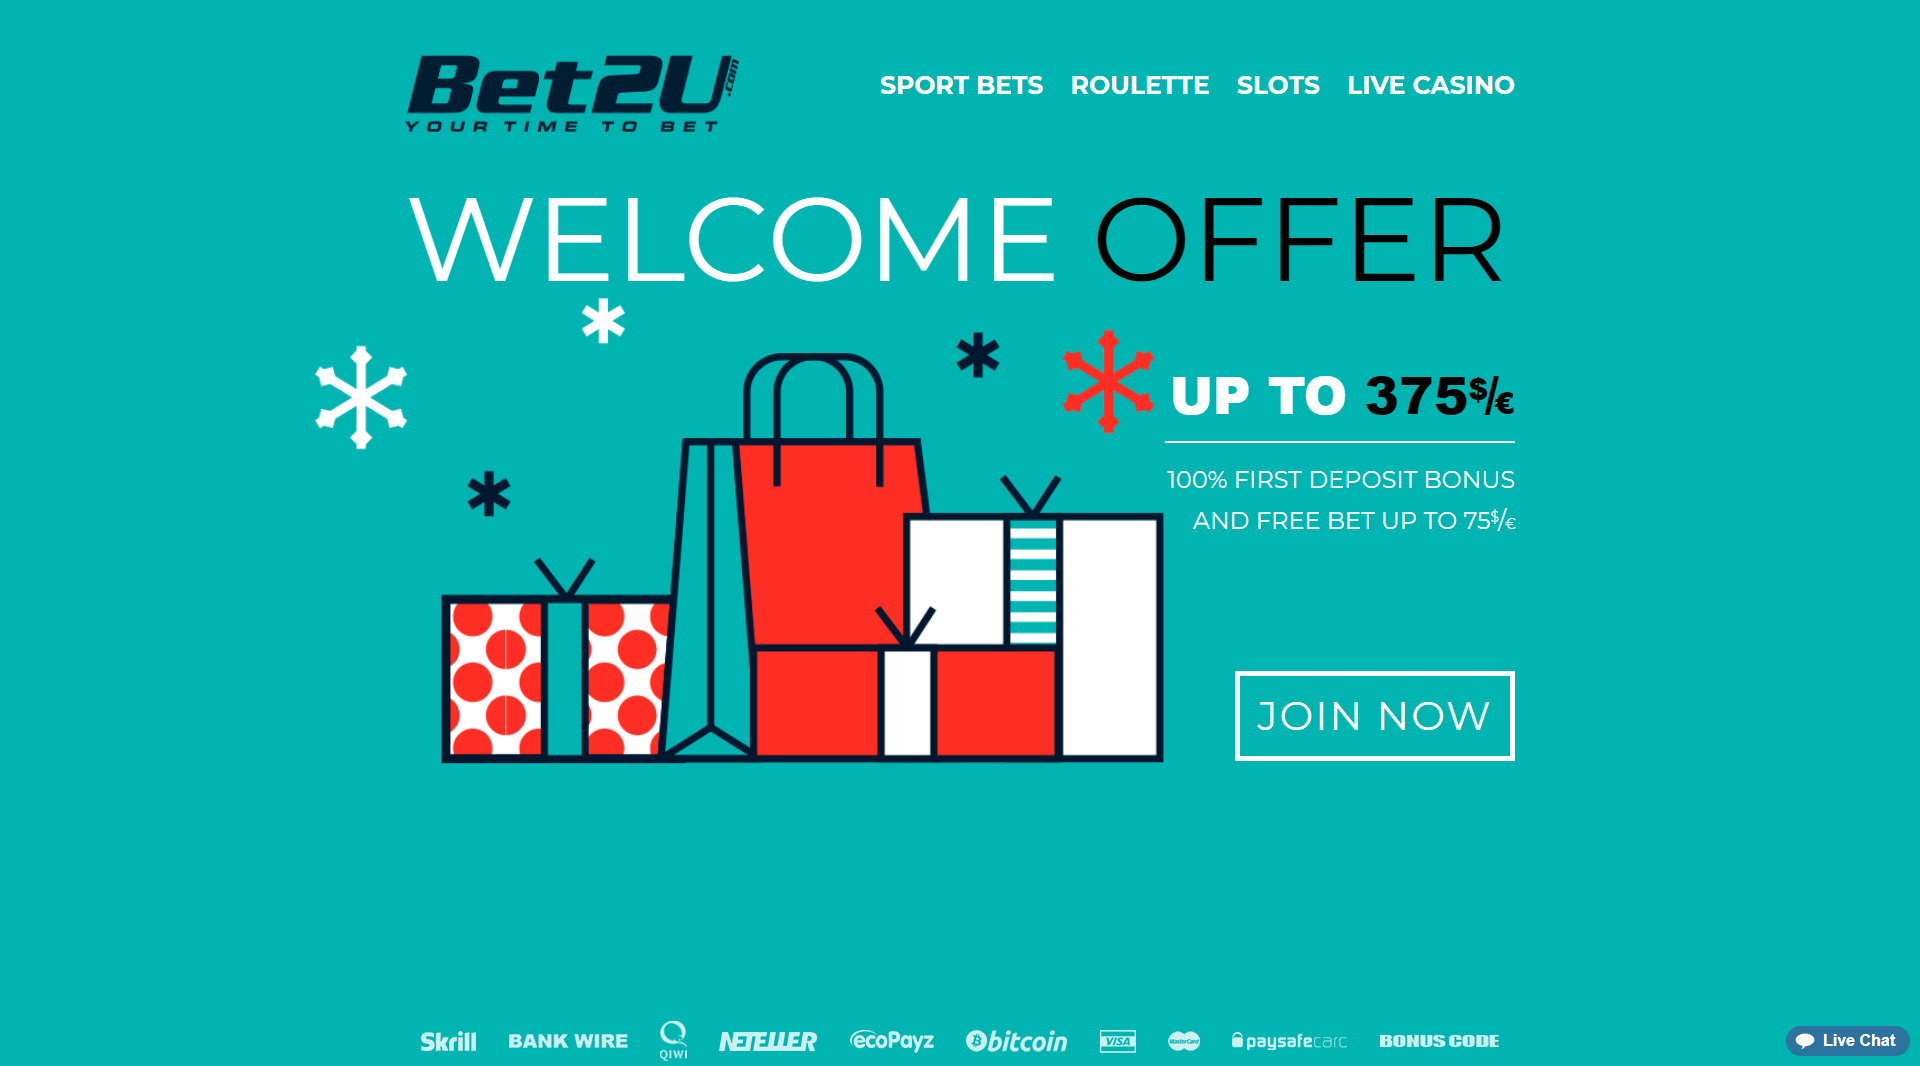 Bet2U.com
YOUR TIME TO BET
SPORT BETS ROULETTE SLOTS LIVE CASINO
WELCOME OFFER
UP TO 375$/€
100% FIRST DEPOSIT BONUS
AND FREE BET UP TO 75$/€
JOIN NOW
Skrill BANK WIRE QIWI NETELLER ecoPayz bitcoin VISA MasterCard paysafecard BONUS CODE
Live Chat